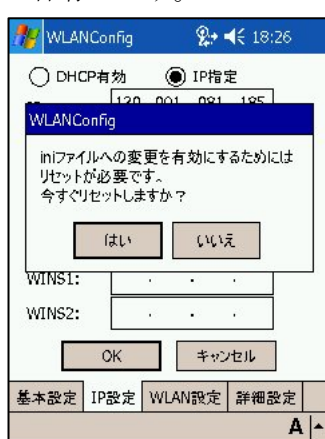 WLANConfig 18:26
DHCP有効 IP指定
WLANConfig
iniファイルへの変更を有効にするためには
リセットが必要です。
今すぐリセットしますか？
はい いいえ
WINS1: . . .
WINS2: . . .
OK キャンセル
基本設定 IP設定 WLAN設定 詳細設定
A